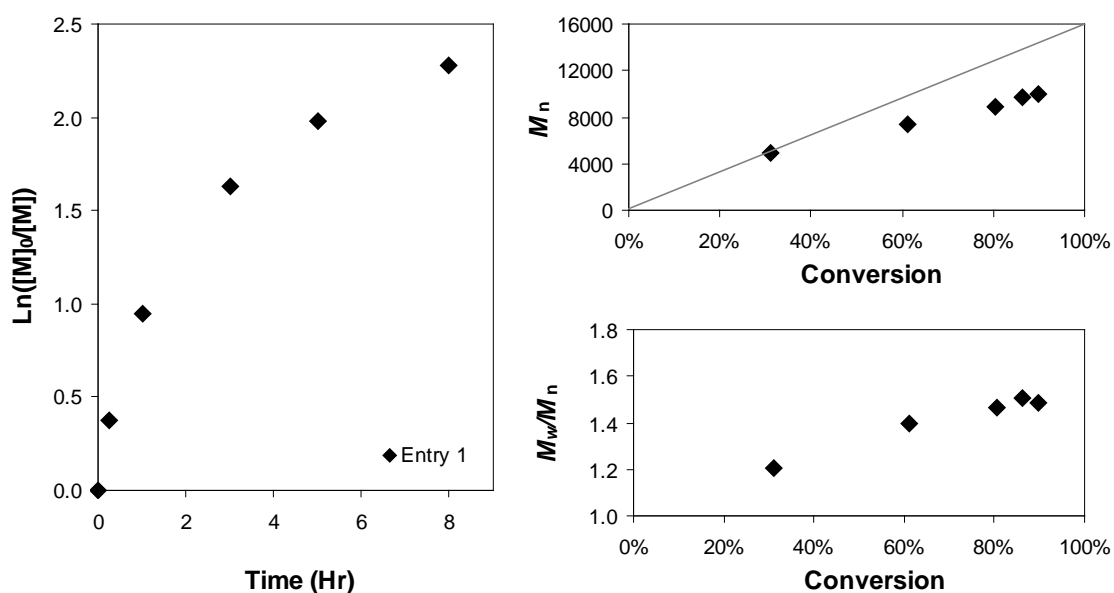 2.5
2.0
1.5
1.0
0.5
0.0
0 2 4 6 8
Ln([M]₀/[M])
Time (Hr)
Entry 1
16000
12000
8000
4000
0
0% 20% 40% 60% 80% 100%
Mn
Conversion
1.8
1.6
1.4
1.2
1.0
0% 20% 40% 60% 80% 100%
Mw/Mn
Conversion